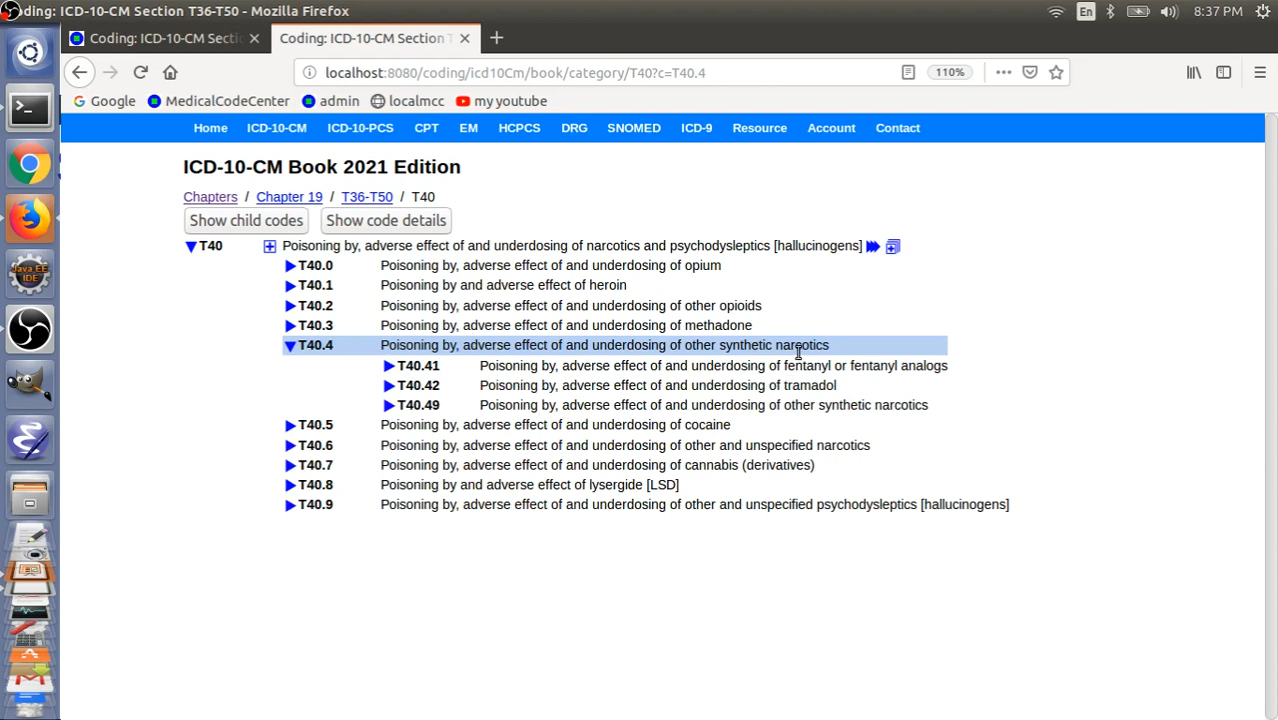 Coding: ICD-10-CM Section T36-T50 - Mozilla Firefox
En
8:37 PM
Coding: ICD-10-CM Secti
Coding: ICD-10-CM Section T
localhost:8080/coding/icd10Cm/book/category/T40?c=T40.4
110%
Google MedicalCodeCenter admin localmcc my youtube
Home ICD-10-CM ICD-10-PCS CPT EM HCPCS DRG SNOMED ICD-9 Resource Account Contact
ICD-10-CM Book 2021 Edition
Chapters / Chapter 19 / T36-T50 / T40
Show child codes Show code details
T40 Poisoning by, adverse effect of and underdosing of narcotics and psychodysleptics [hallucinogens]
T40.0 Poisoning by, adverse effect of and underdosing of opium
T40.1 Poisoning by and adverse effect of heroin
T40.2 Poisoning by, adverse effect of and underdosing of other opioids
T40.3 Poisoning by, adverse effect of and underdosing of methadone
T40.4 Poisoning by, adverse effect of and underdosing of other synthetic narcotics
T40.41 Poisoning by, adverse effect of and underdosing of fentanyl or fentanyl analogs
T40.42 Poisoning by, adverse effect of and underdosing of tramadol
T40.49 Poisoning by, adverse effect of and underdosing of other synthetic narcotics
T40.5 Poisoning by, adverse effect of and underdosing of cocaine
T40.6 Poisoning by, adverse effect of and underdosing of other and unspecified narcotics
T40.7 Poisoning by, adverse effect of and underdosing of cannabis (derivatives)
T40.8 Poisoning by and adverse effect of lysergide [LSD]
T40.9 Poisoning by, adverse effect of and underdosing of other and unspecified psychodysleptics [hallucinogens]
Java EE
IDE